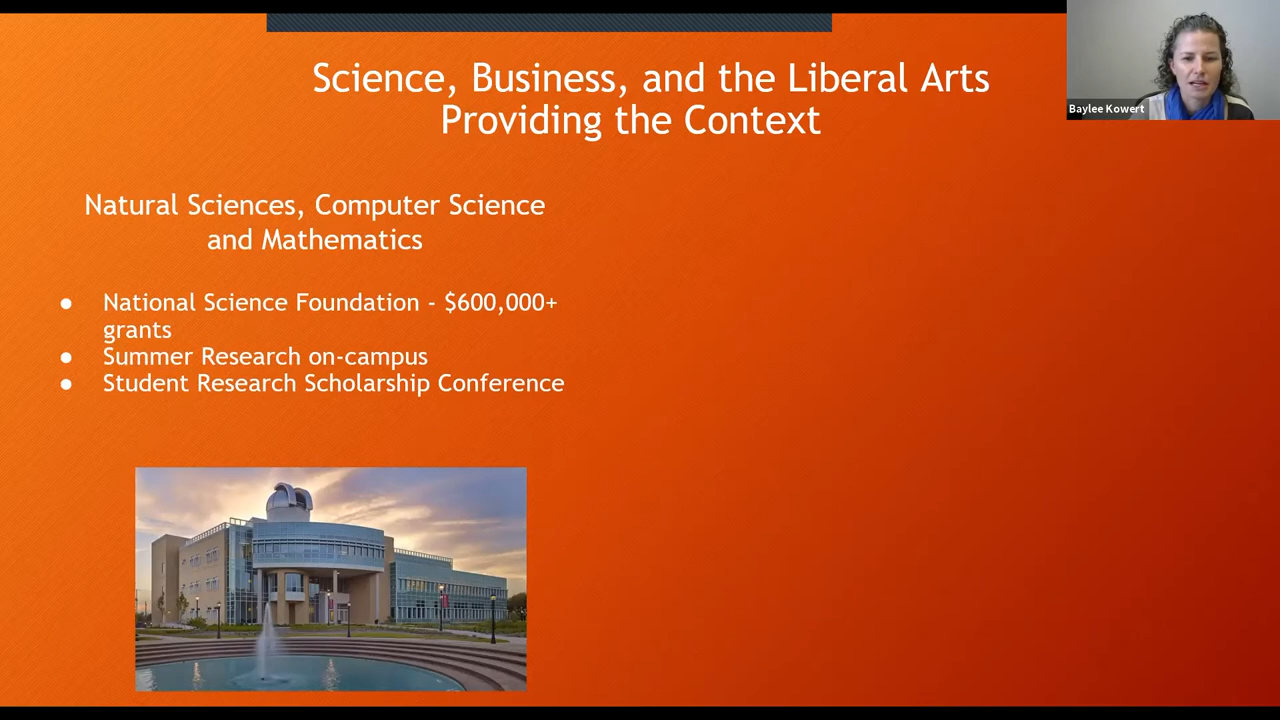 Science, Business, and the Liberal Arts
Providing the Context
Baylee Kowert
Natural Sciences, Computer Science
and Mathematics
● National Science Foundation - $600,000+
grants
● Summer Research on-campus
● Student Research Scholarship Conference